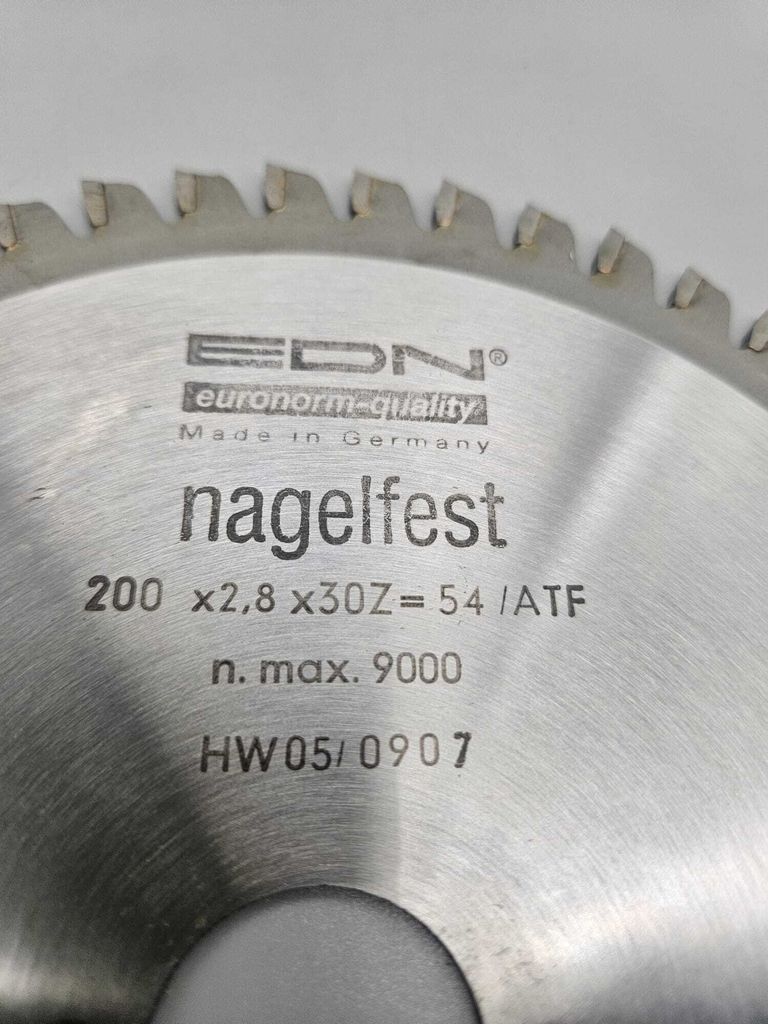 EDN®
euronorm-quality
Made in Germany
nagelfest
200 x2,8 x30Z= 54 /ATF
n. max. 9000
HW05/ 0907